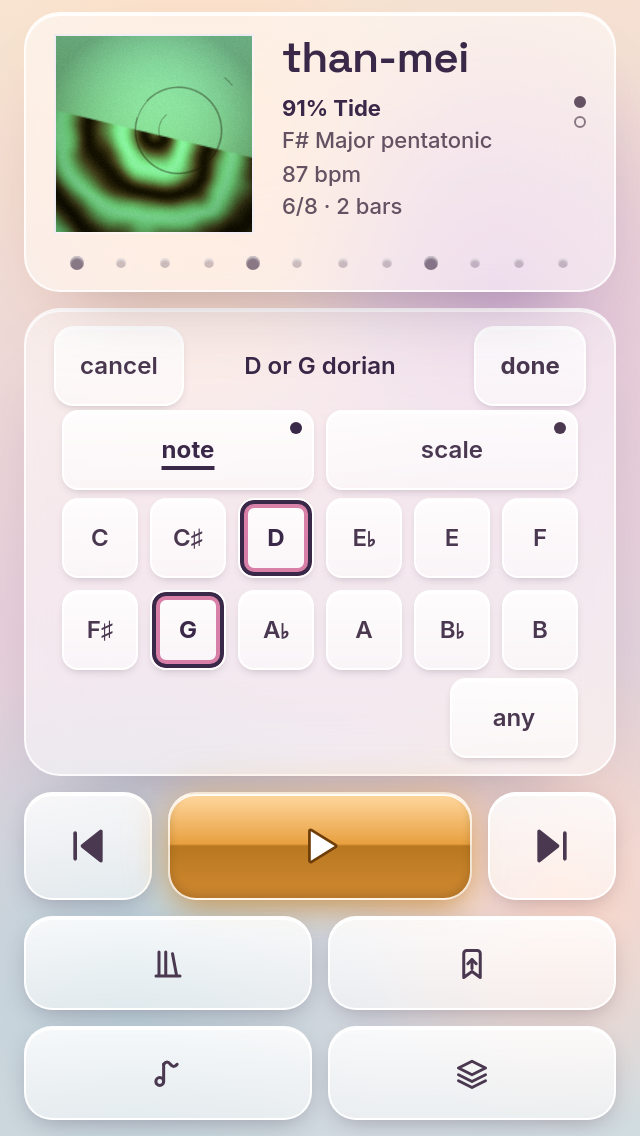 than-mei
91% Tide
F# Major pentatonic
87 bpm
6/8 · 2 bars
cancel
D or G dorian
done
note
scale
C C♯ D E♭ E F
F♯ G A♭ A B♭ B
any